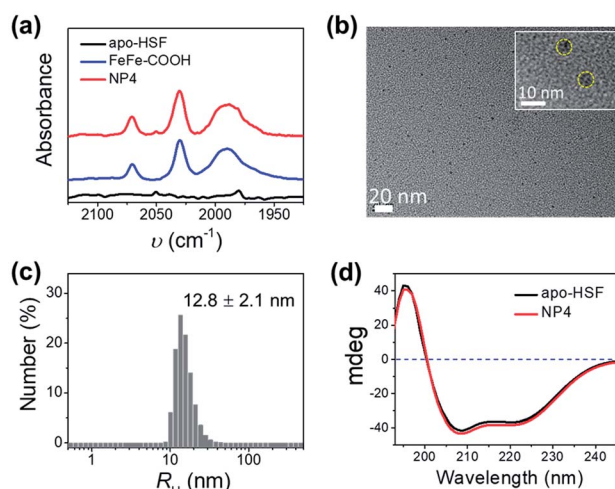 (a)
apo-HSF
FeFe-COOH
NP4
Absorbance
2100 2050 2000 1950
υ (cm⁻¹)
(b)
10 nm
20 nm
(c)
12.8 ± 2.1 nm
Number (%)
30
20
10
0
1 10 100
(nm)
(d)
apo-HSF
NP4
mdeg
40
20
0
-20
-40
200 210 220 230 240
Wavelength (nm)